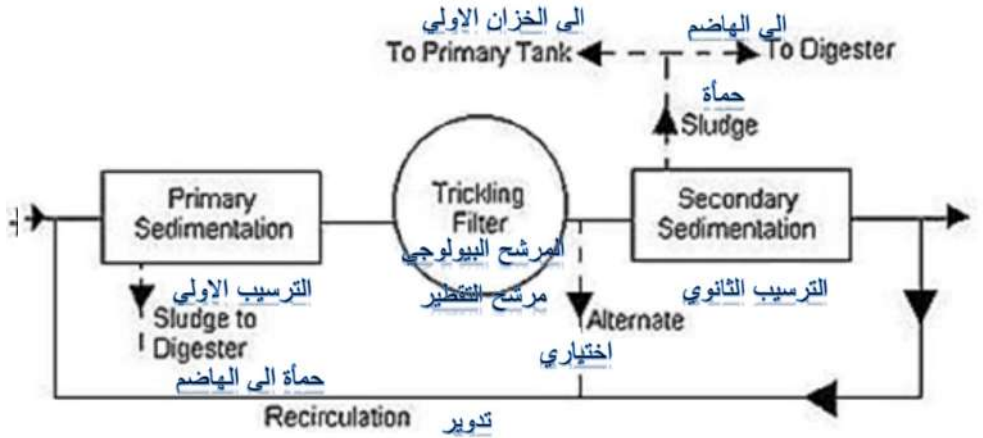 الى الخزان الاولي
الى الهاضم
To Primary Tank
To Digester
حمأة
Sludge
Primary
Sedimentation
Trickling
Filter
Secondary
Sedimentation
المرشح البيولوجي
مرشح التقطير
الترسيب الاولي
الترسيب الثانوي
Sludge to
Digester
Alternate
اختياري
حمأة الى الهاضم
Recirculation
تدوير